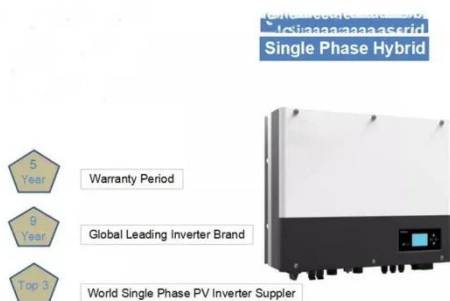 Single Phase Hybrid
5
Year
Warranty Period
9
Year
Global Leading Inverter Brand
Top 3
World Single Phase PV Inverter Suppler